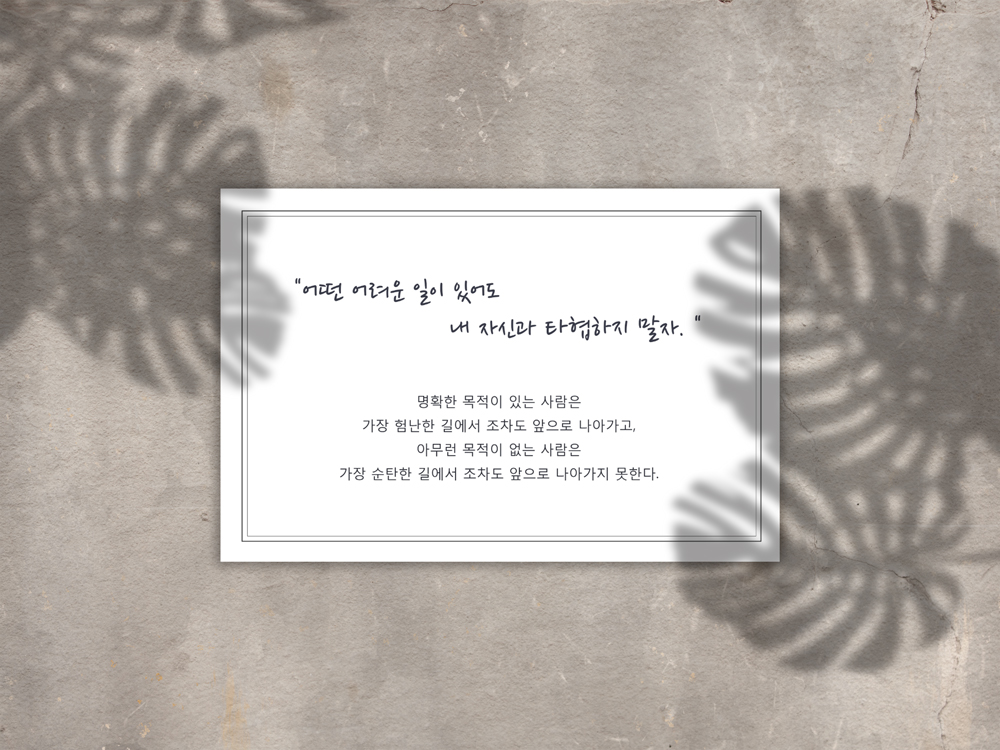 "어떤 어려운 일이 있어도
내 자신과 타협하지 말자."
명확한 목적이 있는 사람은
가장 험난한 길에서 조차도 앞으로 나아가고,
아무런 목적이 없는 사람은
가장 순탄한 길에서 조차도 앞으로 나아가지 못한다.